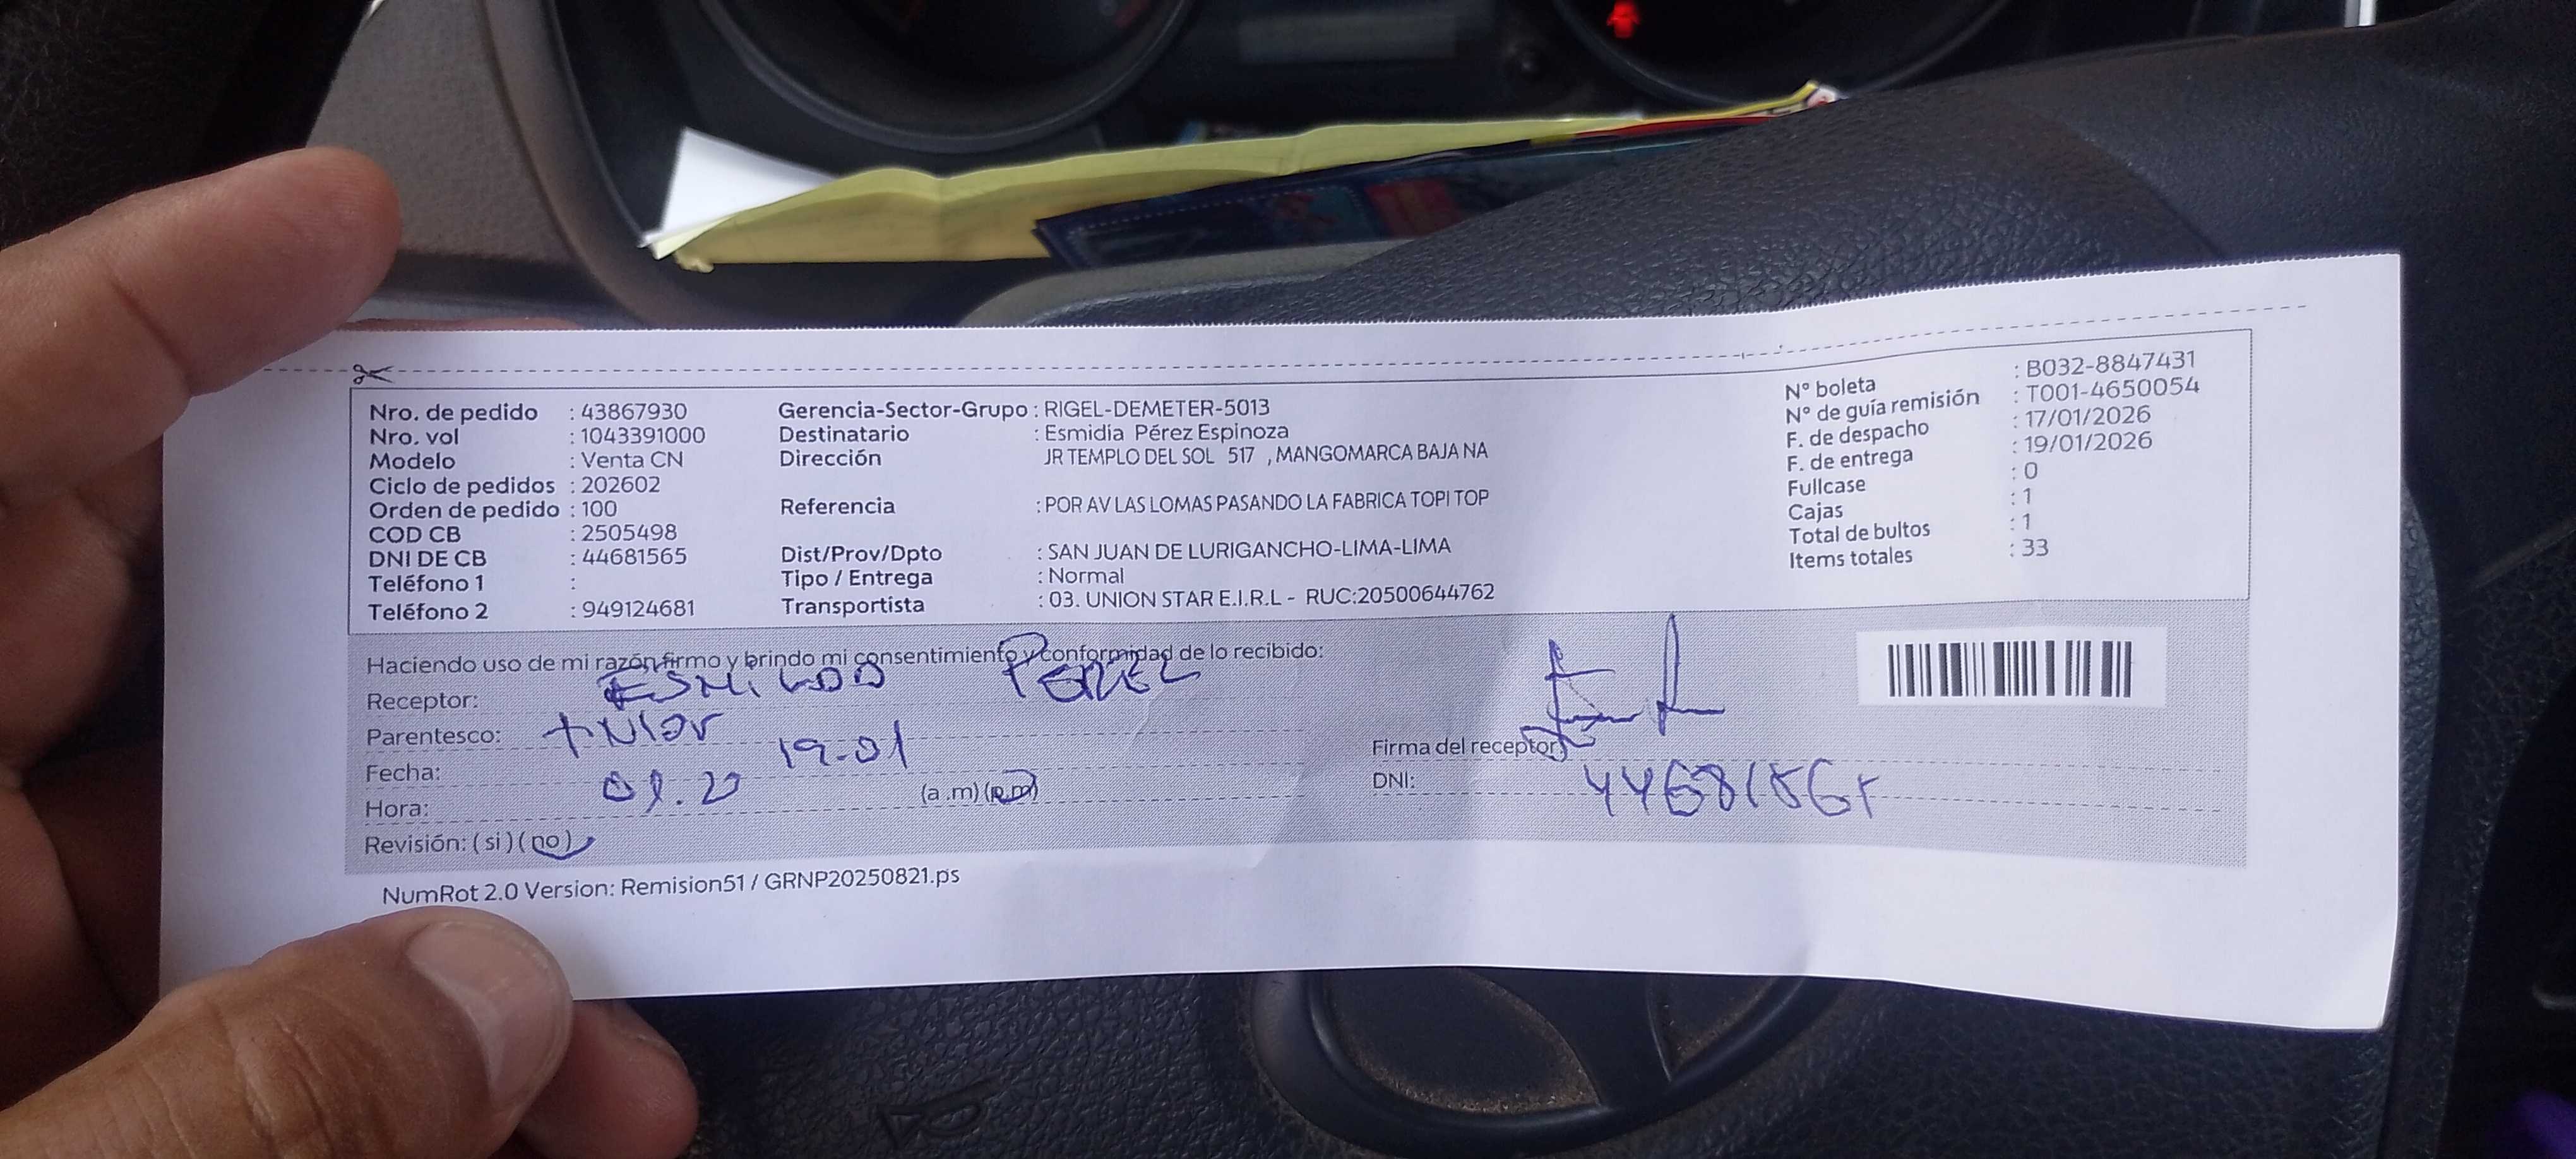 Nro. de pedido : 43867930
Nro. vol : 1043391000
Modelo : Venta CN
Ciclo de pedidos : 202602
Orden de pedido : 100
COD CB : 2505498
DNI DE CB : 44681565
Teléfono 1 :
Teléfono 2 : 949124681
Gerencia-Sector-Grupo : RIGEL-DEMETER-5013
Destinatario : Esmidia Pérez Espinoza
Dirección JR TEMPLO DEL SOL 517 , MANGOMARCA BAJA NA
Referencia : POR AV LAS LOMAS PASANDO LA FABRICA TOPI TOP
Dist/Prov/Dpto : SAN JUAN DE LURIGANCHO-LIMA-LIMA
Tipo / Entrega : Normal
Transportista : 03. UNION STAR E.I.R.L - RUC:20500644762
N° boleta : B032-8847431
N° de guía remisión : T001-4650054
F. de despacho : 17/01/2026
F. de entrega : 19/01/2026
Fullcase : 0
Cajas : 1
Total de bultos : 1
Items totales : 33
Haciendo uso de mi razón firmo y brindo mi consentimiento y conformidad de lo recibido:
Receptor: PEREZ
Parentesco:
Fecha: 19-01
Hora: (a.m) (p.m)
Revisión: (si) (no)
Firma del receptor
DNI: 44681565
NumRot 2.0 Version: Remision51 / GRNP20250821.ps